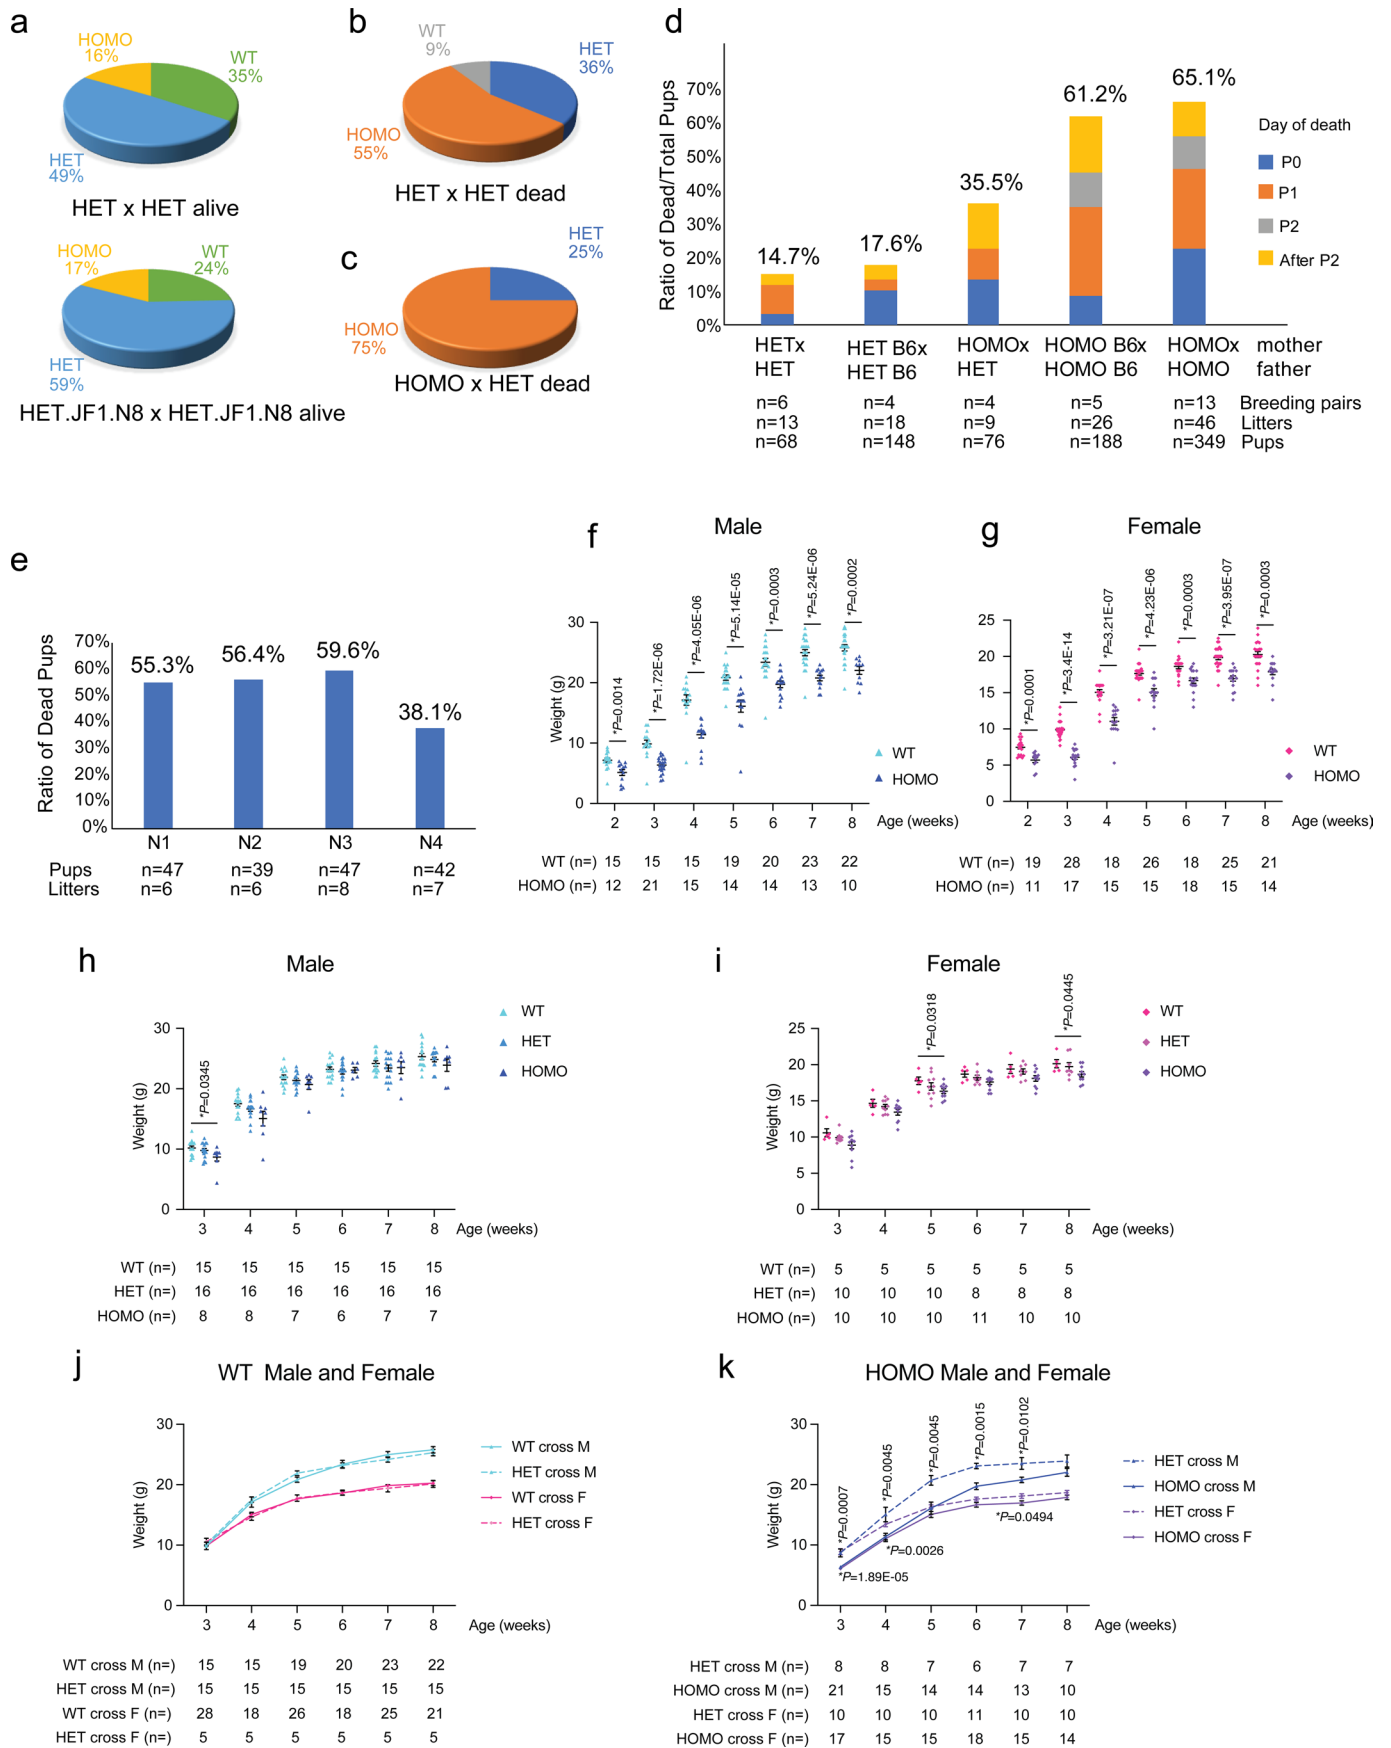 a
HOMO
16%
WT
35%
HET
49%
HET x HET alive
HOMO
17%
WT
24%
HET
59%
HET.JF1.N8 x HET.JF1.N8 alive
b
WT
9%
HET
36%
HOMO
55%
HET x HET dead
c
HET
25%
HOMO
75%
HOMO x HET dead
d
Ratio of Dead/Total Pups
70%
60%
50%
40%
30%
20%
10%
0%
14.7%
17.6%
35.5%
61.2%
65.1%
Day of death
P0
P1
P2
After P2
HETx HET B6x HOMOx HOMO B6x HOMOx mother
HET HET B6 HET HOMO B6 HOMO father
n=6 n=4 n=4 n=5 n=13 Breeding pairs
n=13 n=18 n=9 n=26 n=46 Litters
n=68 n=148 n=76 n=188 n=349 Pups
e
Ratio of Dead Pups
70%
60%
50%
40%
30%
20%
10%
0%
55.3%
56.4%
59.6%
38.1%
N1 N2 N3 N4
Pups n=47 n=39 n=47 n=42
Litters n=6 n=6 n=8 n=7
f
Male
Weight (g)
30
20
10
0
*P=0.0014
*P=1.72E-06
*P=4.05E-06
*P=5.14E-05
*P=0.0003
*P=5.24E-06
*P=0.0002
WT
HOMO
2 3 4 5 6 7 8 Age (weeks)
WT (n=) 15 15 15 19 20 23 22
HOMO (n=) 12 21 15 14 14 13 10
g
Female
25
20
15
10
5
0
*P=0.0001
*P=3.4E-14
*P=3.21E-07
*P=4.23E-06
*P=0.0003
*P=3.95E-07
*P=0.0003
WT
HOMO
2 3 4 5 6 7 8 Age (weeks)
WT (n=) 19 28 18 26 18 25 21
HOMO (n=) 11 17 15 15 18 15 14
h
Male
Weight (g)
30
20
10
0
*P=0.0345
WT
HET
HOMO
3 4 5 6 7 8 Age (weeks)
WT (n=) 15 15 15 15 15 15
HET (n=) 16 16 16 16 16 16
HOMO (n=) 8 8 7 6 7 7
i
Female
Weight (g)
25
20
15
10
5
0
*P=0.0318
*P=0.0445
WT
HET
HOMO
3 4 5 6 7 8 Age (weeks)
WT (n=) 5 5 5 5 5 5
HET (n=) 10 10 10 8 8 8
HOMO (n=) 10 10 10 11 10 10
j
WT Male and Female
Weight (g)
30
20
10
0
WT cross M
HET cross M
WT cross F
HET cross F
3 4 5 6 7 8 Age (weeks)
WT cross M (n=) 15 15 19 20 23 22
HET cross M (n=) 15 15 15 15 15 15
WT cross F (n=) 28 18 26 18 25 21
HET cross F (n=) 5 5 5 5 5 5
k
HOMO Male and Female
Weight (g)
30
20
10
0
*P=0.0007
*P=0.0045
*P=0.0045
*P=0.0015
*P=0.0102
*P=0.0494
*P=0.0026
*P=1.89E-05
HET cross M
HOMO cross M
HET cross F
HOMO cross F
3 4 5 6 7 8 Age (weeks)
HET cross M (n=) 8 8 7 6 7 7
HOMO cross M (n=) 21 15 14 14 13 10
HET cross F (n=) 10 10 10 11 10 10
HOMO cross F (n=) 17 15 15 18 15 14